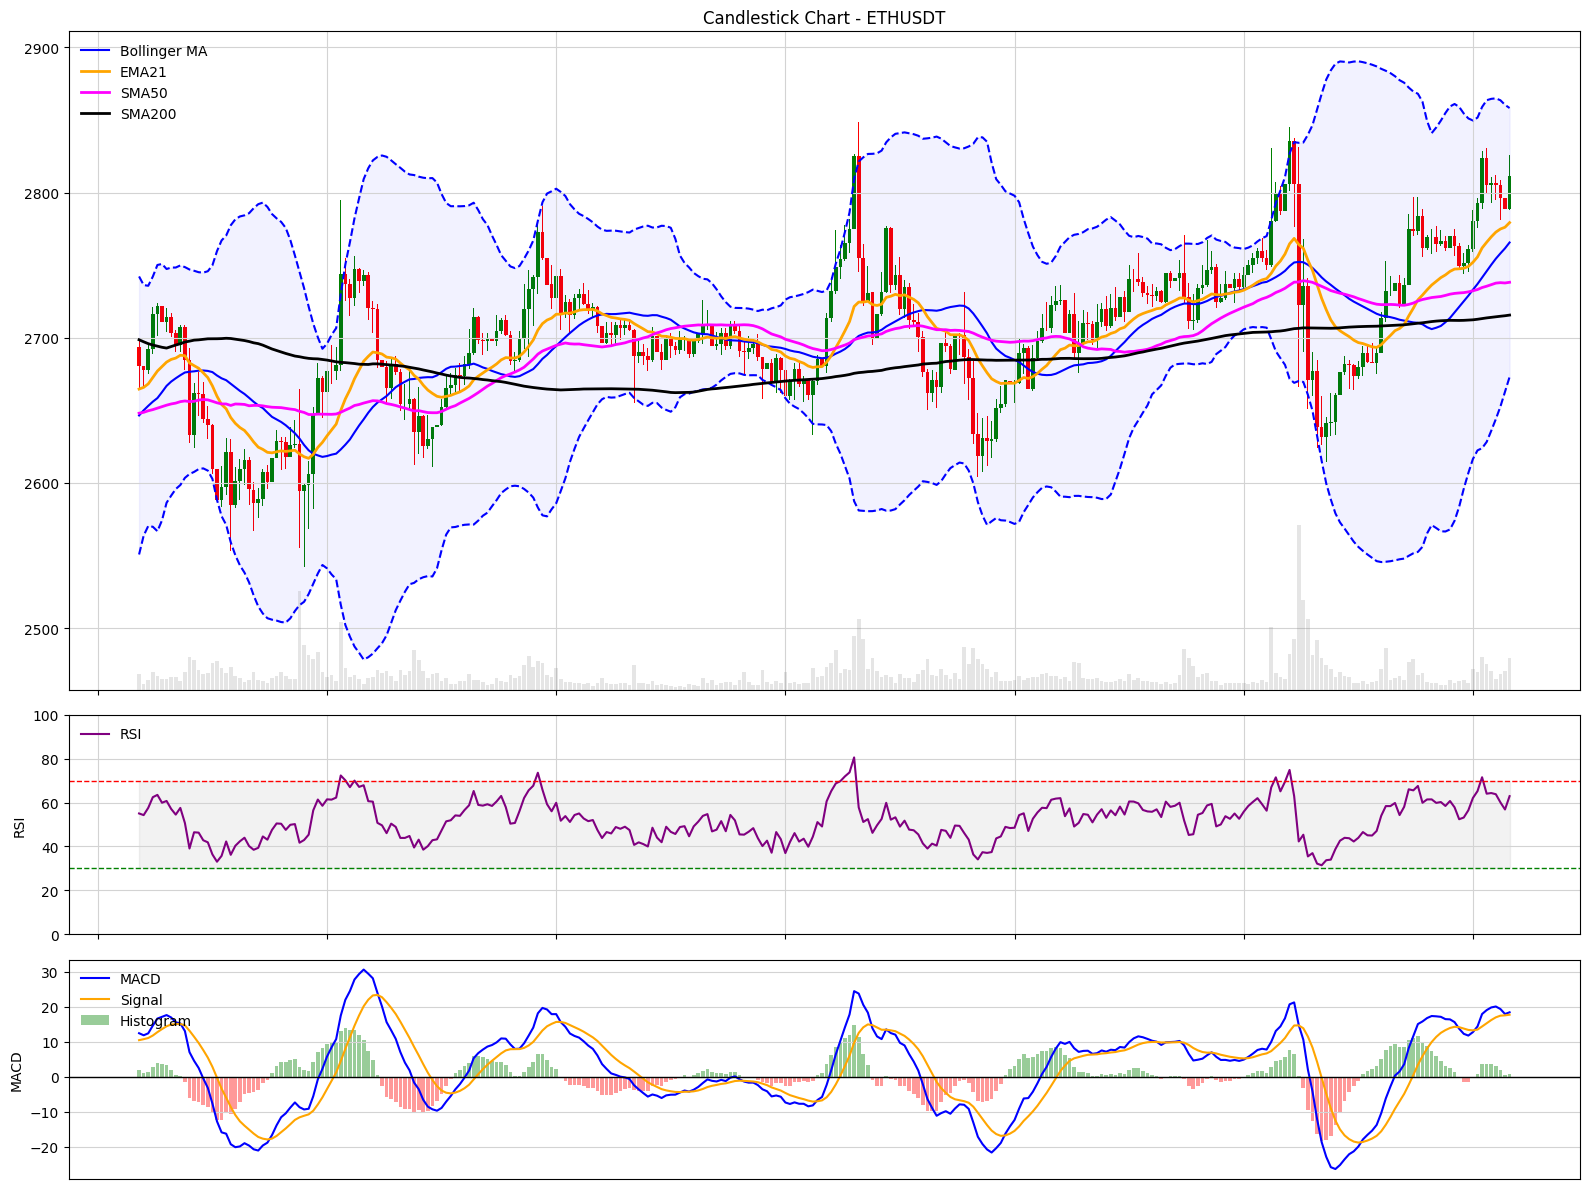 Candlestick Chart - ETHUSDT
2900
2800
2700
2600
2500
Bollinger MA
EMA21
SMA50
SMA200
RSI
100
80
60
40
20
0
RSI
MACD
30
20
10
0
−10
−20
MACD
Signal
Histogram